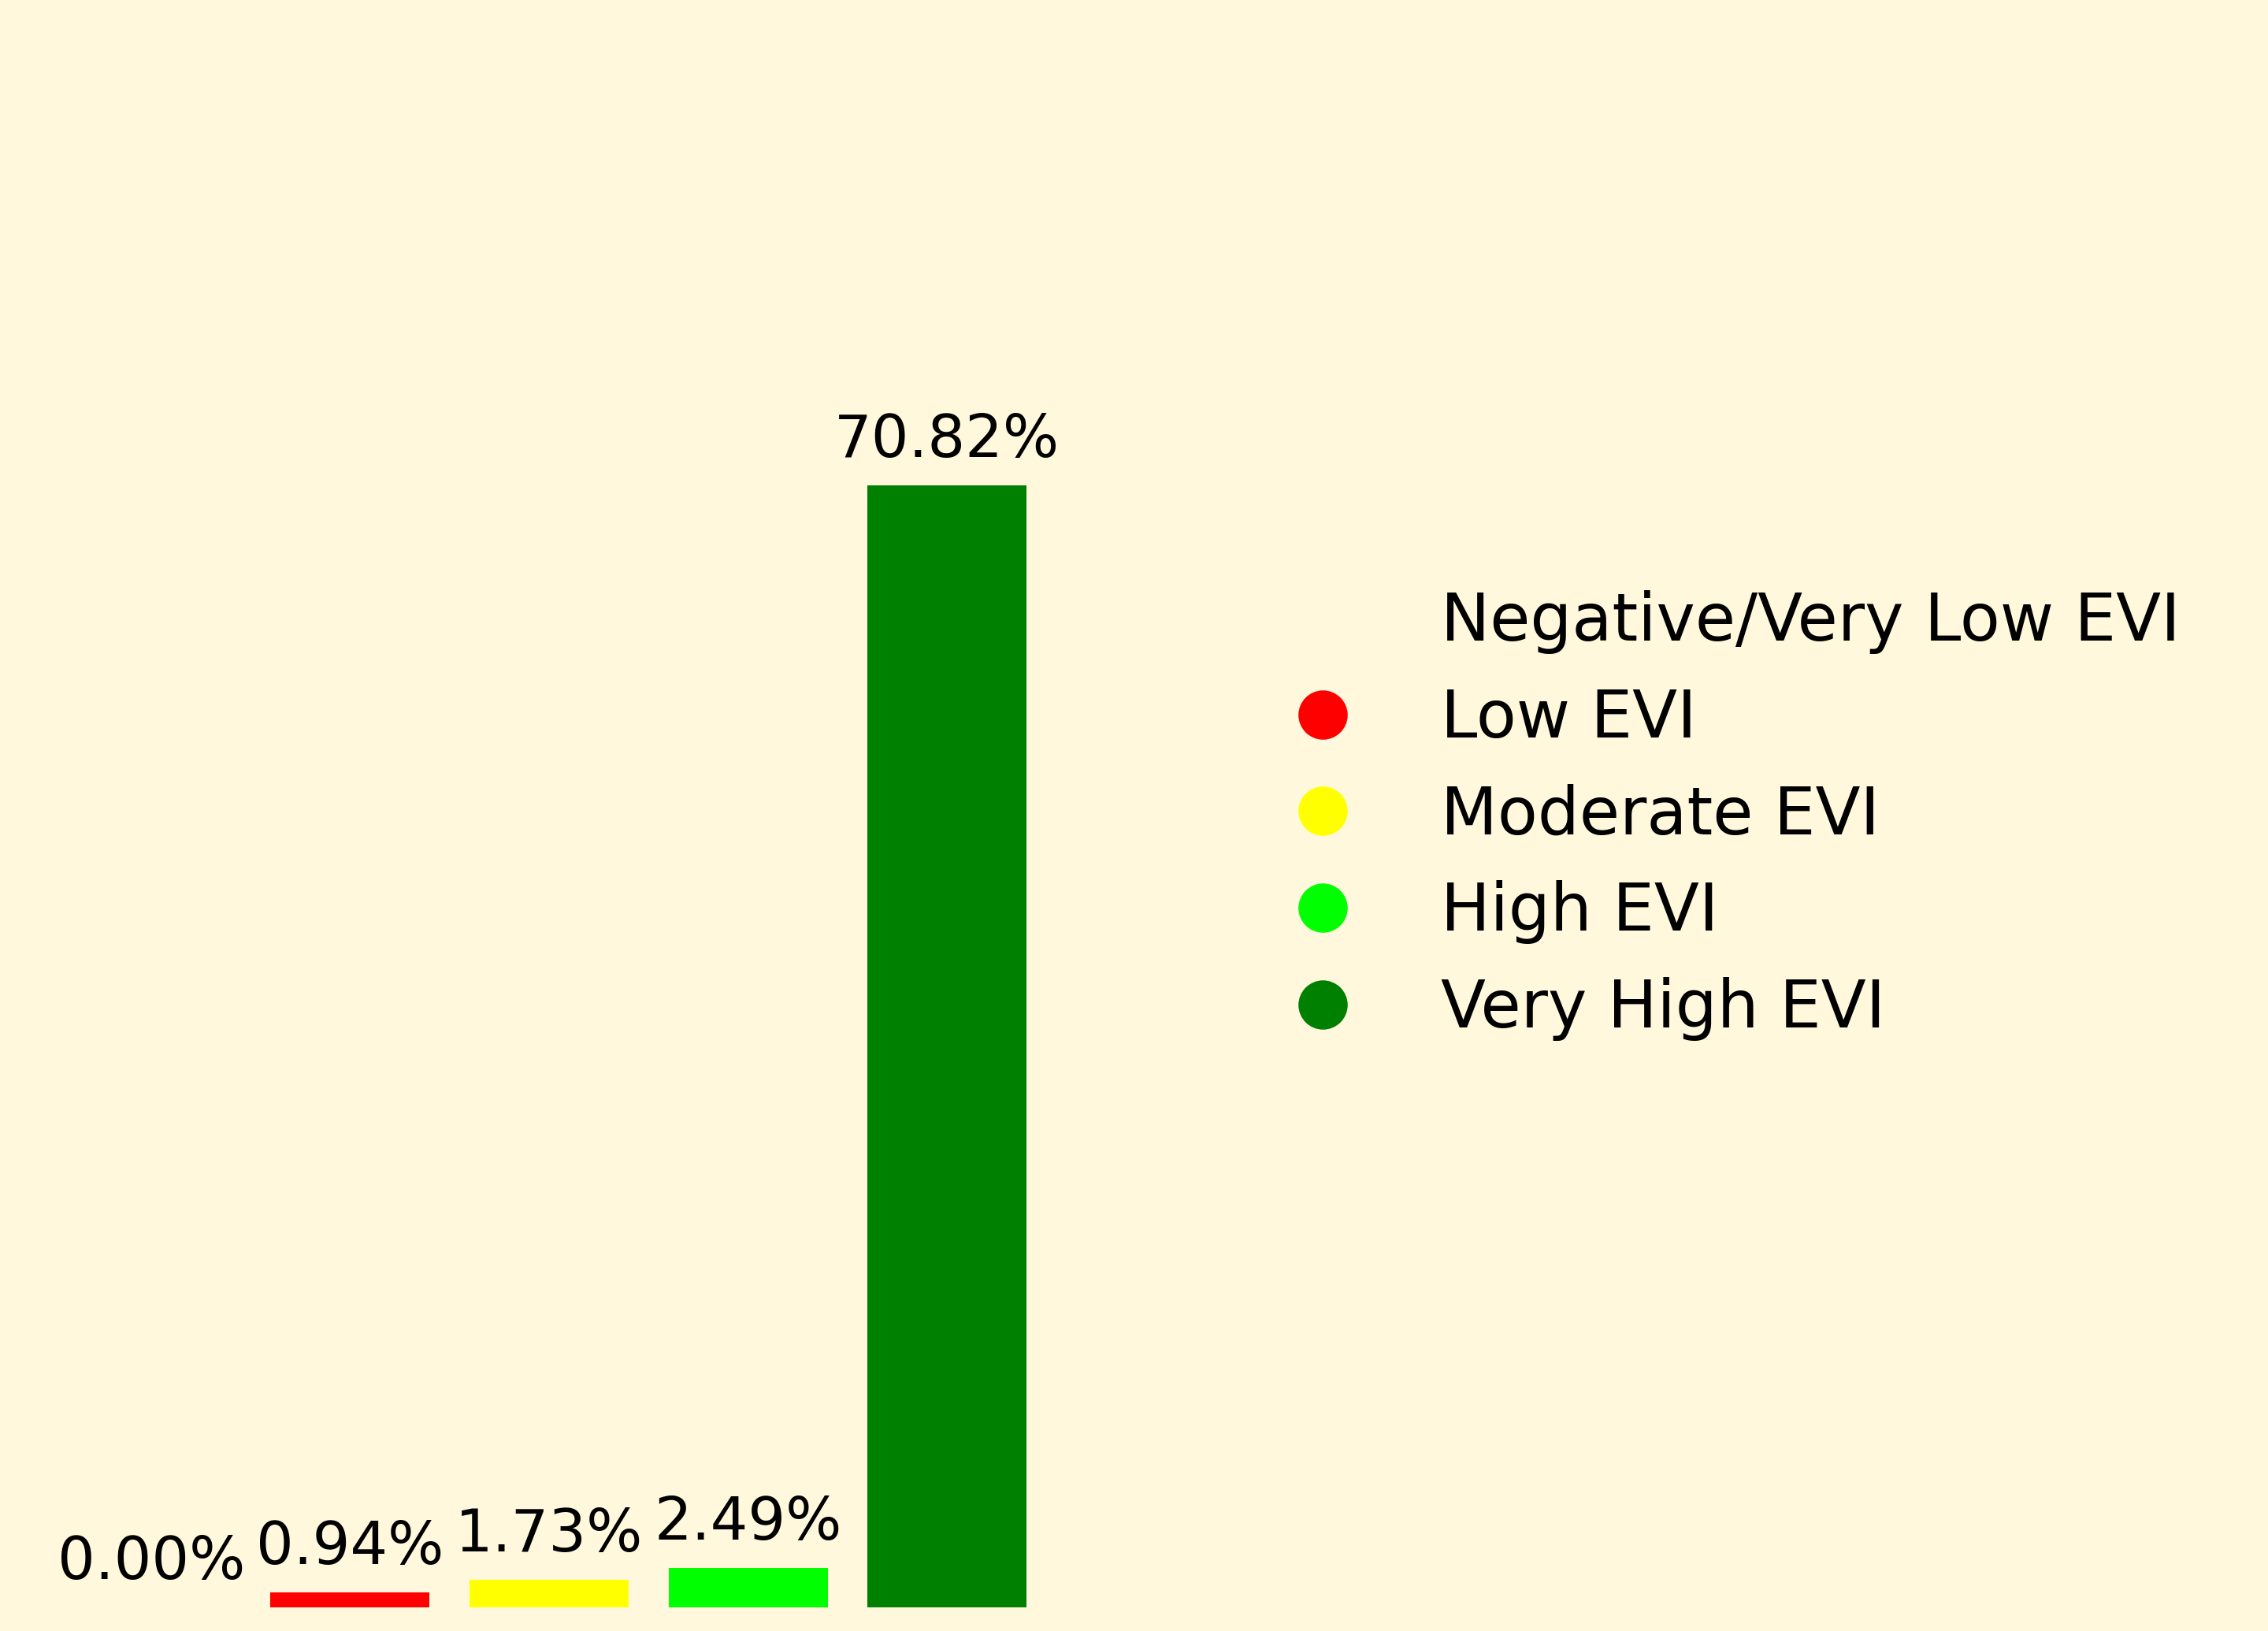 70.82%
Negative/Very Low EVI
Low EVI
Moderate EVI
High EVI
Very High EVI
0.00%
0.94%
1.73%
2.49%